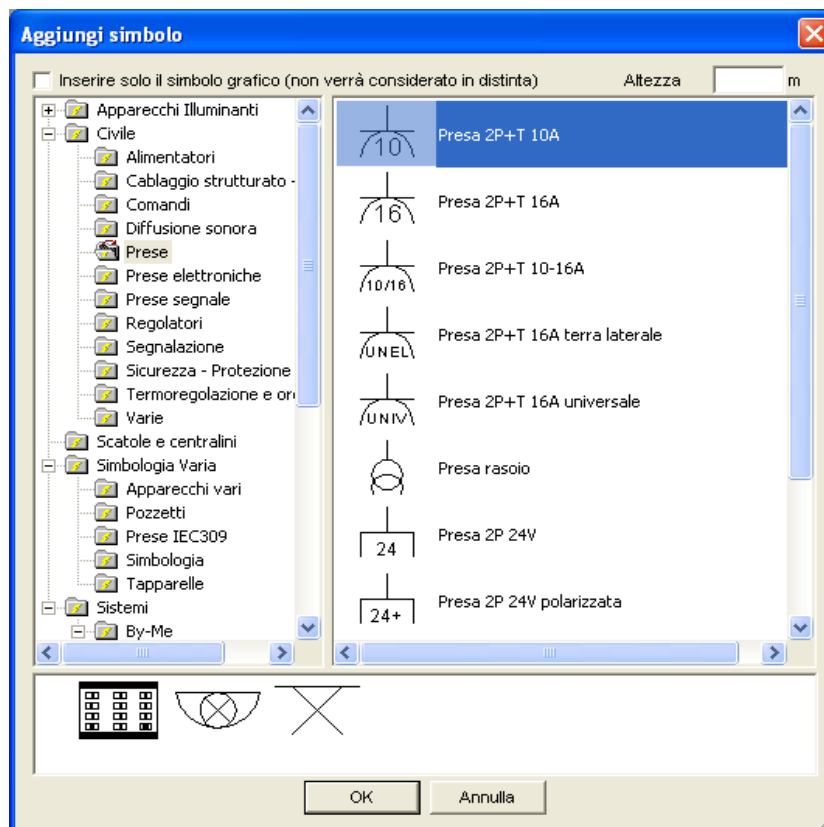 Aggiungi simbolo
Inserire solo il simbolo grafico (non verrà considerato in distinta)
Altezza
m
Apparecchi Illuminanti
Civile
Alimentatori
Cablaggio strutturato -
Comandi
Diffusione sonora
Prese
Prese elettroniche
Prese segnale
Regolatori
Segnalazione
Sicurezza - Protezione
Termoregolazione e or
Varie
Scatole e centralini
Simbologia Varia
Apparecchi vari
Pozzetti
Prese IEC309
Simbologia
Tapparelle
Sistemi
By-Me
10
Presa 2P+T 10A
16
Presa 2P+T 16A
10/16
Presa 2P+T 10-16A
UNEL
Presa 2P+T 16A terra laterale
UNIV
Presa 2P+T 16A universale
Presa rasoio
24
Presa 2P 24V
24+
Presa 2P 24V polarizzata
OK
Annulla